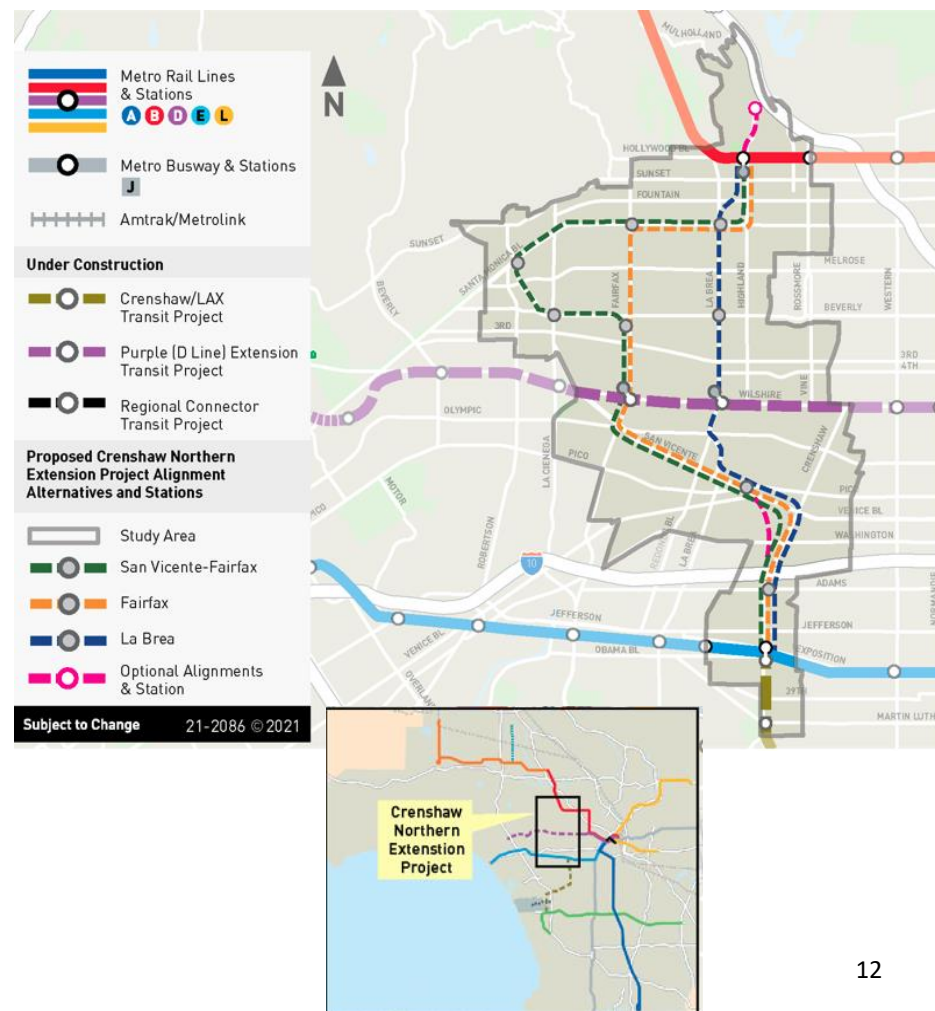 Metro Rail Lines
& Stations
A B D E L
Metro Busway & Stations
J
Amtrak/Metrolink
Under Construction
Crenshaw/LAX
Transit Project
Purple (D Line) Extension
Transit Project
Regional Connector
Transit Project
Proposed Crenshaw Northern
Extension Project Alignment
Alternatives and Stations
Study Area
San Vicente-Fairfax
Fairfax
La Brea
Optional Alignments
& Station
Subject to Change 21-2086 © 2021
N
MULHOLLAND
HOLLYWOOD BL
SUNSET
FOUNTAIN
SUNSET
SANTA MONICA BL
BEVERLY
FAIRFAX
LA BREA
HIGHLAND
ROSSMORE
MELROSE
BEVERLY
WESTERN
3RD
3RD
4TH
WILSHIRE
VINE
OLYMPIC
SAN VICENTE
CRENSHAW
PICO
PICO
PICO
LA CIENEGA
MOTOR
ROBERTSON
REDONDO BL
LA BREA
VENICE BL
WASHINGTON
10
ADAMS
NORMANDIE
JEFFERSON
JEFFERSON
VENICE BL
OBAMA BL
EXPOSITION
OVERLAND
39TH
MARTIN LUTH
Crenshaw
Northern
Extenstion
Project
12